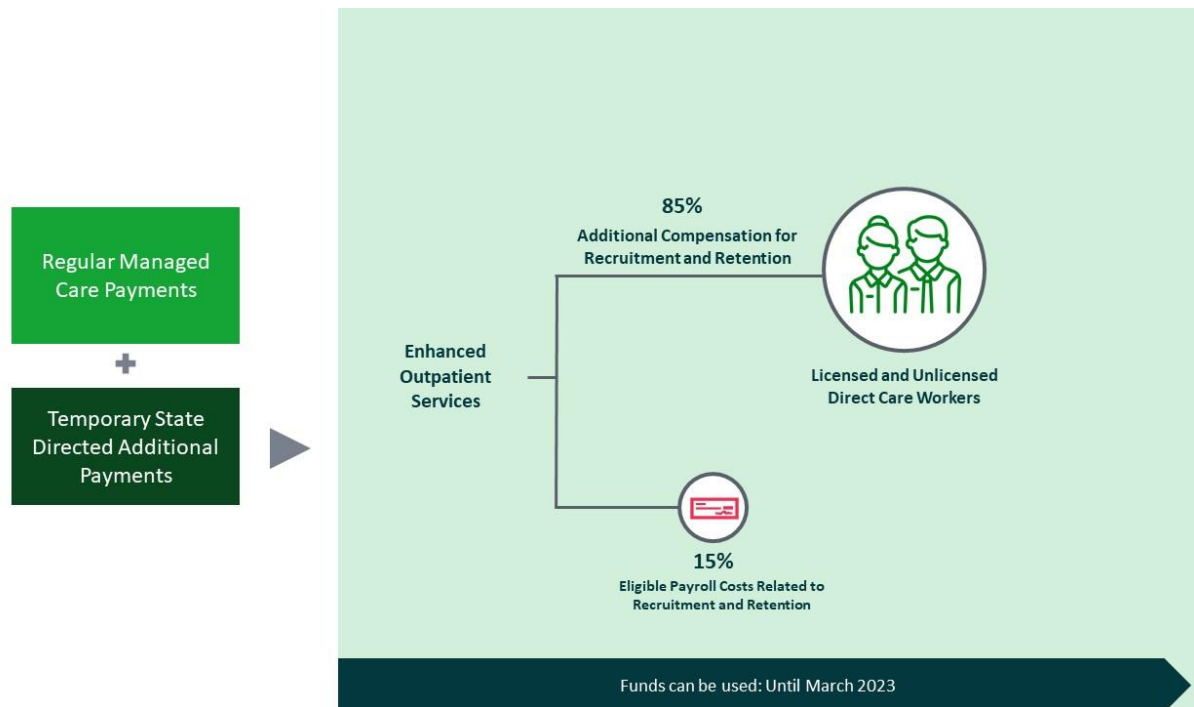 Regular Managed
Care Payments
Temporary State
Directed Additional
Payments
Enhanced
Outpatient
Services
85%
Additional Compensation for
Recruitment and Retention
Licensed and Unlicensed
Direct Care Workers
15%
Eligible Payroll Costs Related to
Recruitment and Retention
Funds can be used: Until March 2023